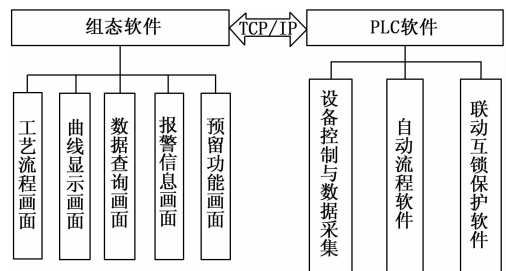 组态软件
TCP/IP
PLC软件
工艺流程画面
曲线显示画面
数据查询画面
报警信息画面
预留功能画面
设备控制与数据采集
自动流程软件
联动互锁保护软件